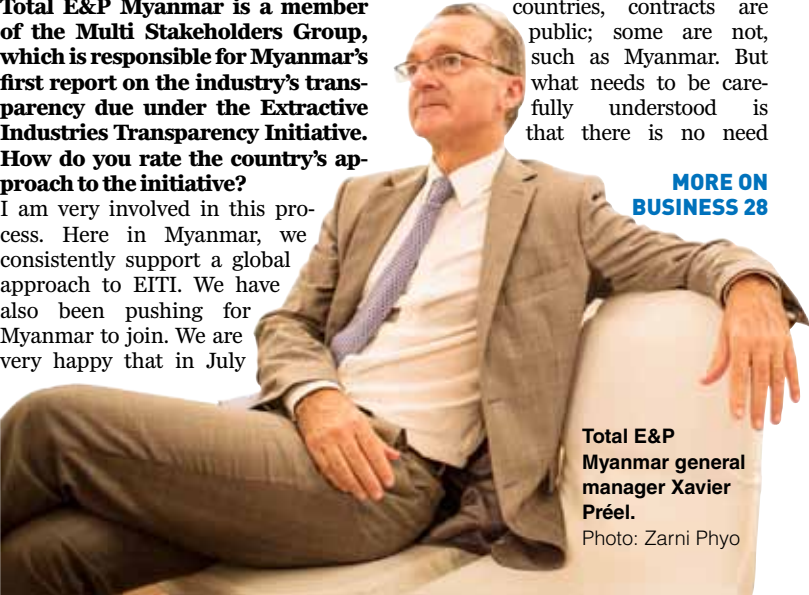 Total E&P Myanmar is a member
of the Multi Stakeholders Group,
which is responsible for Myanmar's
first report on the industry's trans-
parency due under the Extractive
Industries Transparency Initiative.
How do you rate the country's ap-
proach to the initiative?
I am very involved in this pro-
cess. Here in Myanmar, we
consistently support a global
approach to EITI. We have
also been pushing for
Myanmar to join. We are
very happy that in July
countries, contracts are
public; some are not,
such as Myanmar. But
what needs to be care-
fully understood is
that there is no need
MORE ON
BUSINESS 28
Total E&P
Myanmar general
manager Xavier
Préel.
Photo: Zarni Phyo